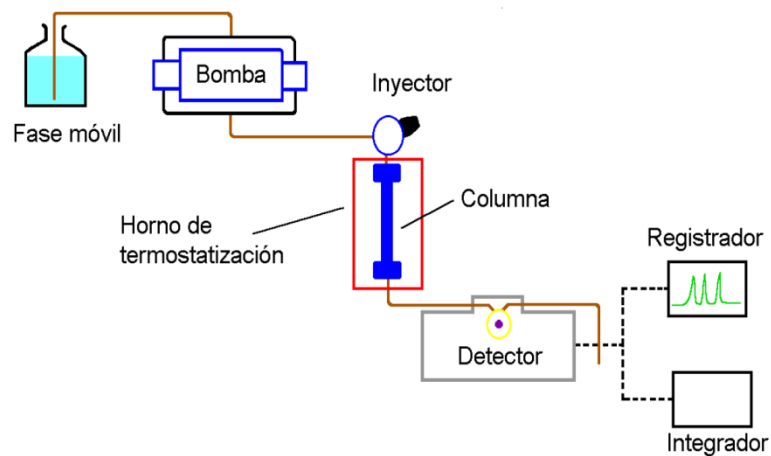 Bomba
Inyector
Fase móvil
Columna
Horno de
termostatización
Registrador
Detector
Integrador